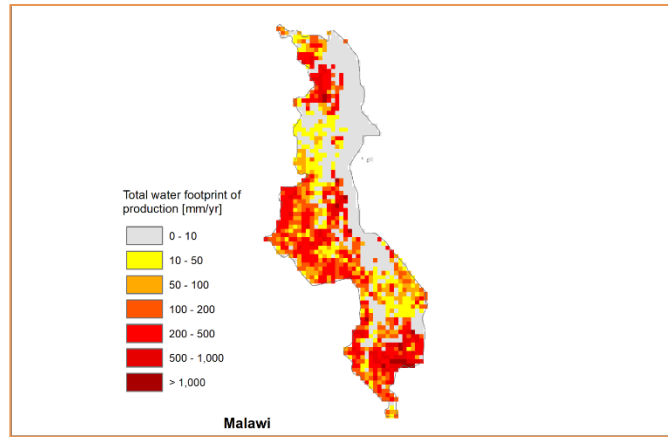 Total water footprint of
production [mm/yr]
0 - 10
10 - 50
50 - 100
100 - 200
200 - 500
500 - 1,000
> 1,000
Malawi